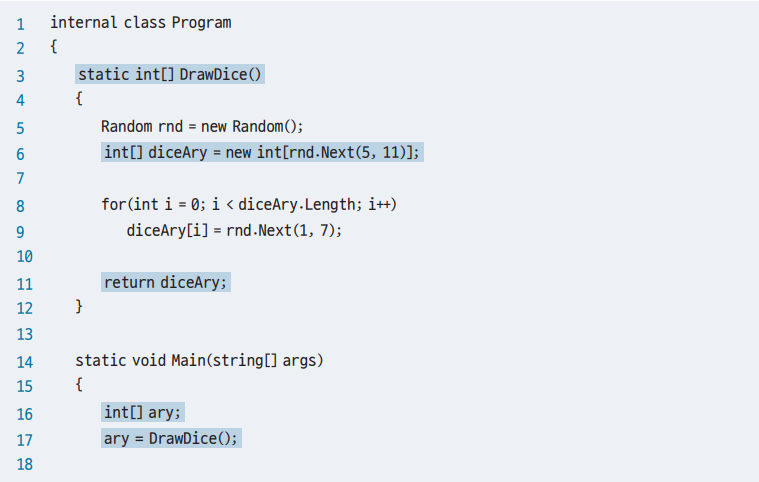 1 internal class Program
2 {
3 static int[] DrawDice()
4 {
5 Random rnd = new Random();
6 int[] diceAry = new int[rnd.Next(5, 11)];
7
8 for(int i = 0; i < diceAry.Length; i++)
9 diceAry[i] = rnd.Next(1, 7);
10
11 return diceAry;
12 }
13
14 static void Main(string[] args)
15 {
16 int[] ary;
17 ary = DrawDice();
18